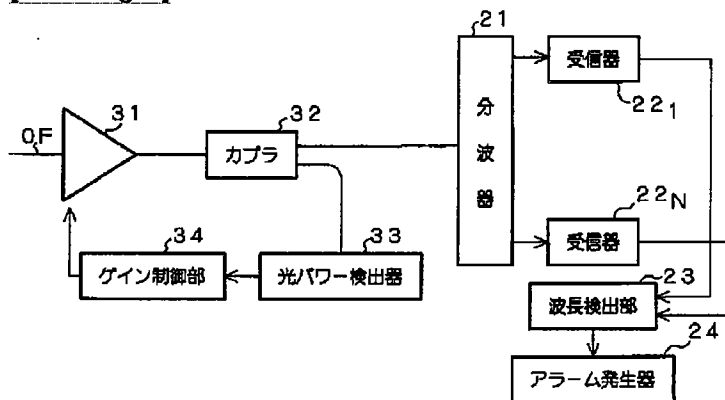 OF
31
32
カプラ
21
分波器
受信器
22₁
22N
受信器
34
ゲイン制御部
33
光パワー検出器
23
波長検出部
24
アラーム発生器